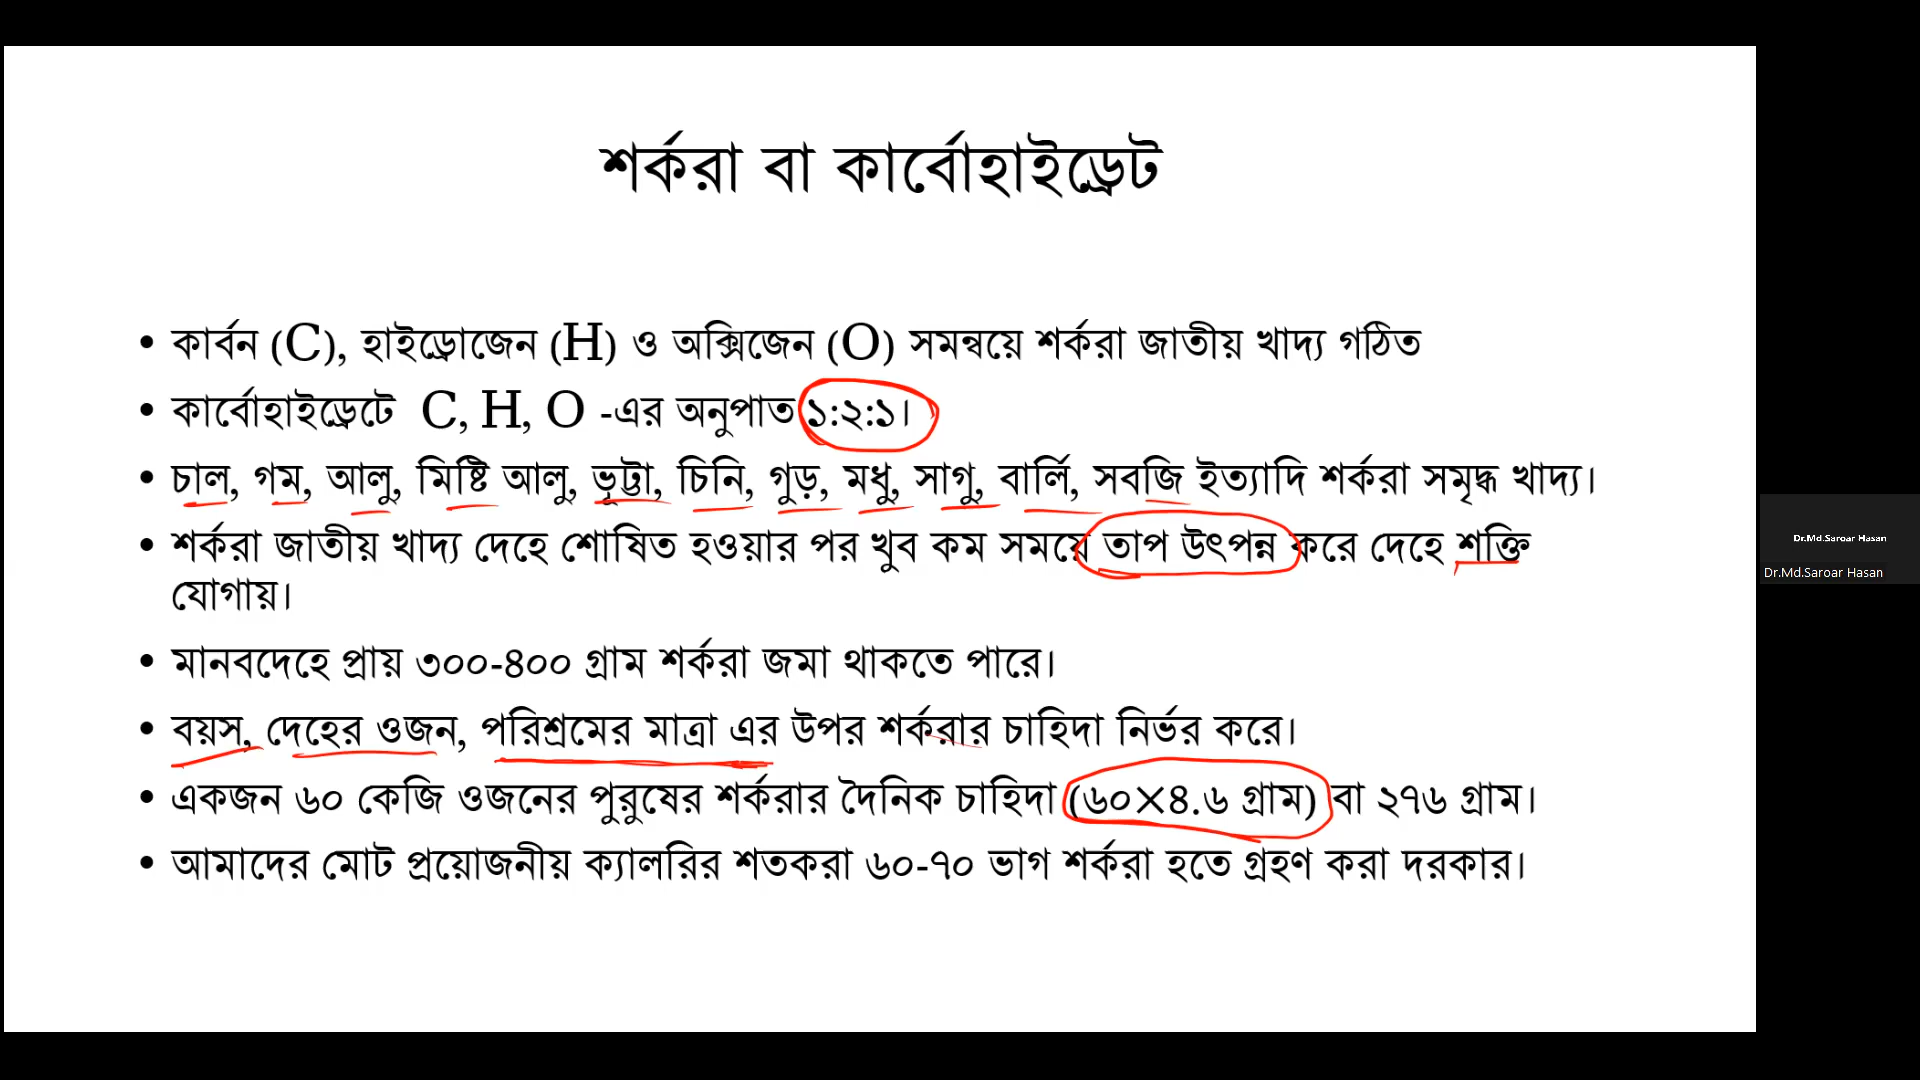 শর্করা বা কার্বোহাইড্রেট
• কার্বন (C), হাইড্রোজেন (H) ও অক্সিজেন (O) সমন্বয়ে শর্করা জাতীয় খাদ্য গঠিত
• কার্বোহাইড্রেটে C, H, O -এর অনুপাত ১:২:১।
• চাল, গম, আলু, মিষ্টি আলু, ভূট্টা, চিনি, গুড়, মধু, সাগু, বার্লি, সবজি ইত্যাদি শর্করা সমৃদ্ধ খাদ্য।
• শর্করা জাতীয় খাদ্য দেহে শোষিত হওয়ার পর খুব কম সময়ে তাপ উৎপন্ন করে দেহে শক্তি
যোগায়।
• মানবদেহে প্রায় ৩০০-৪০০ গ্রাম শর্করা জমা থাকতে পারে।
• বয়স, দেহের ওজন, পরিশ্রমের মাত্রা এর উপর শর্করার চাহিদা নির্ভর করে।
• একজন ৬০ কেজি ওজনের পুরুষের শর্করার দৈনিক চাহিদা (৬০×৪.৬ গ্রাম) বা ২৭৬ গ্রাম।
• আমাদের মোট প্রয়োজনীয় ক্যালরির শতকরা ৬০-৭০ ভাগ শর্করা হতে গ্রহণ করা দরকার।
Dr.Md.Saroar Hasan
Dr.Md.Saroar Hasan